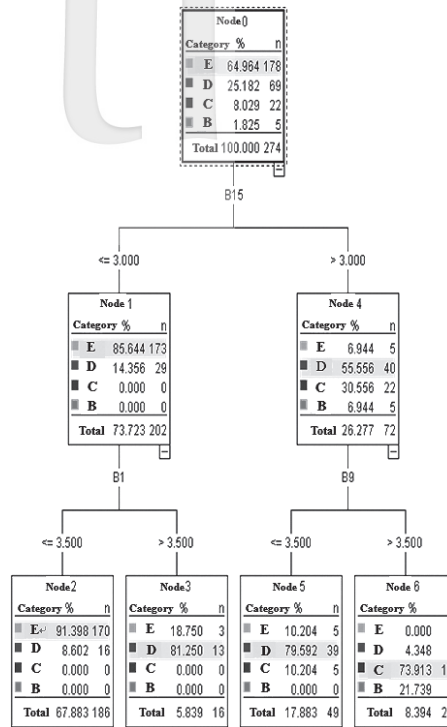 Node0
Category % n
E 64.964 178
D 25.182 69
C 8.029 22
B 1.825 5
Total 100.000 274
B15
<= 3.000
> 3.000
Node 1
Category % n
E 85.644 173
D 14.356 29
C 0.000 0
B 0.000 0
Total 73.723 202
B1
Node 4
Category % n
E 6.944 5
D 55.556 40
C 30.556 22
B 6.944 5
Total 26.277 72
B9
<= 3.500
> 3.500
<= 3.500
> 3.500
Node2
Category % n
E↵ 91.398 170
D 8.602 16
C 0.000 0
B 0.000 0
Total 67.883 186
Node3
Category % n
E 18.750 3
D 81.250 13
C 0.000 0
B 0.000 0
Total 5.839 16
Node 5
Category % n
E 10.204 5
D 79.592 39
C 10.204 5
B 0.000 0
Total 17.883 49
Node 6
Category %
E 0.000
D 4.348
C 73.913
B 21.739
Total 8.394